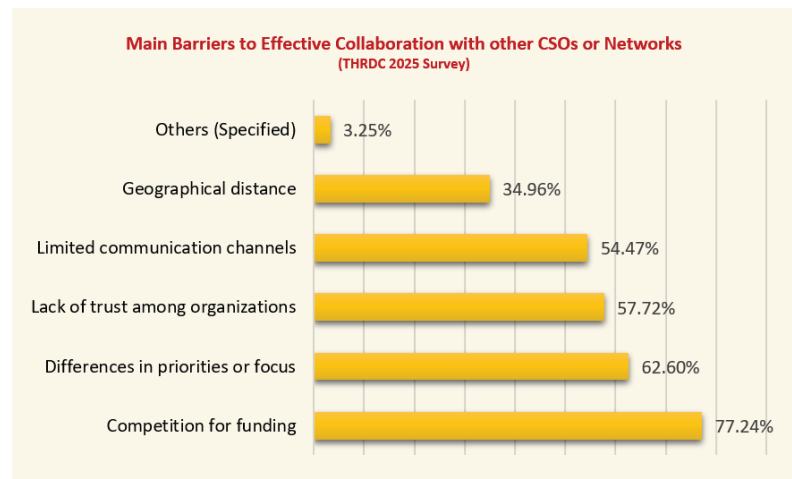 Main Barriers to Effective Collaboration with other CSOs or Networks
(THRDC 2025 Survey)
Others (Specified) 3.25%
Geographical distance 34.96%
Limited communication channels 54.47%
Lack of trust among organizations 57.72%
Differences in priorities or focus 62.60%
Competition for funding 77.24%